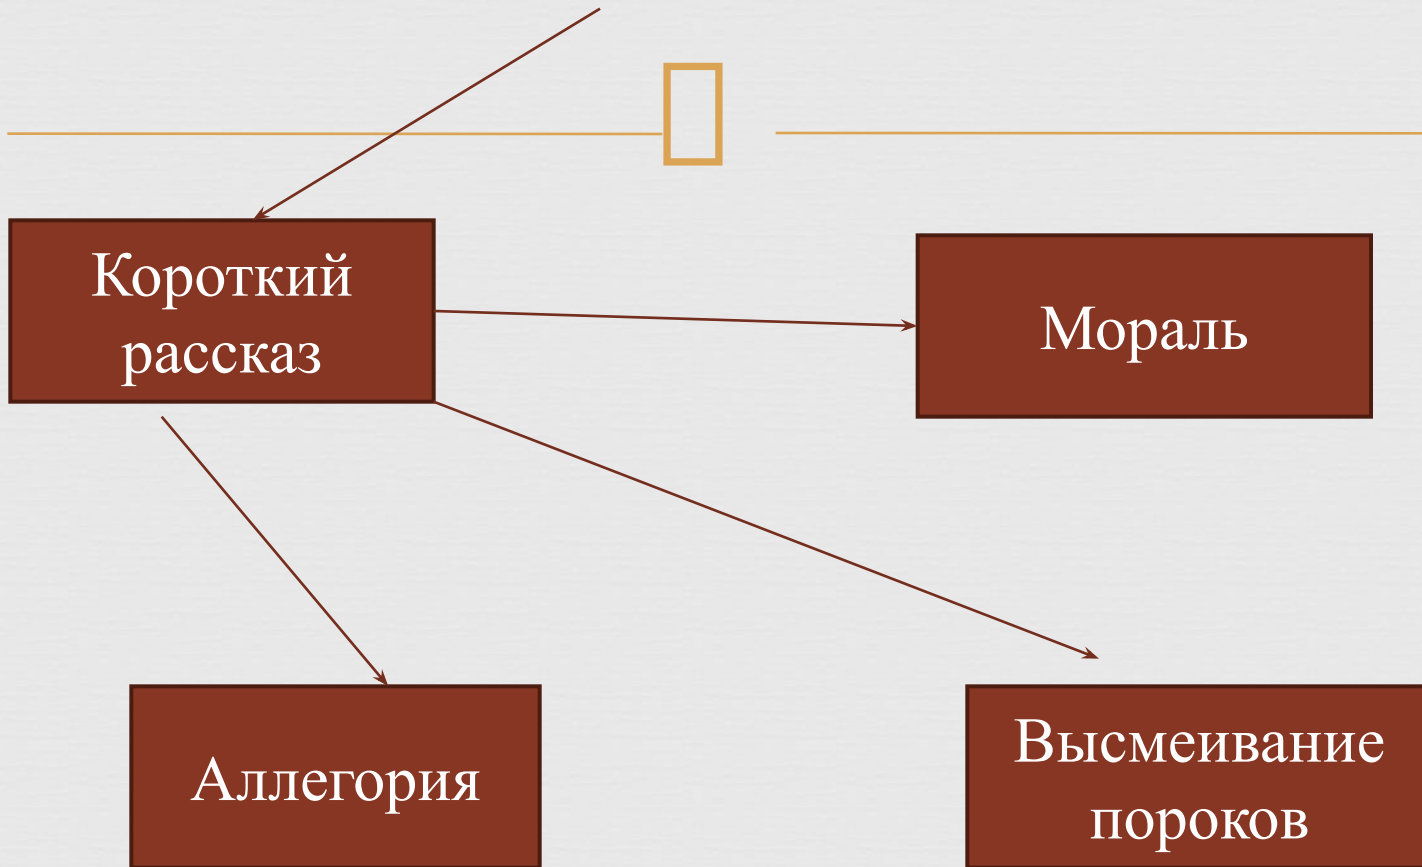 Короткий
рассказ
Мораль
Аллегория
Высмеивание
пороков